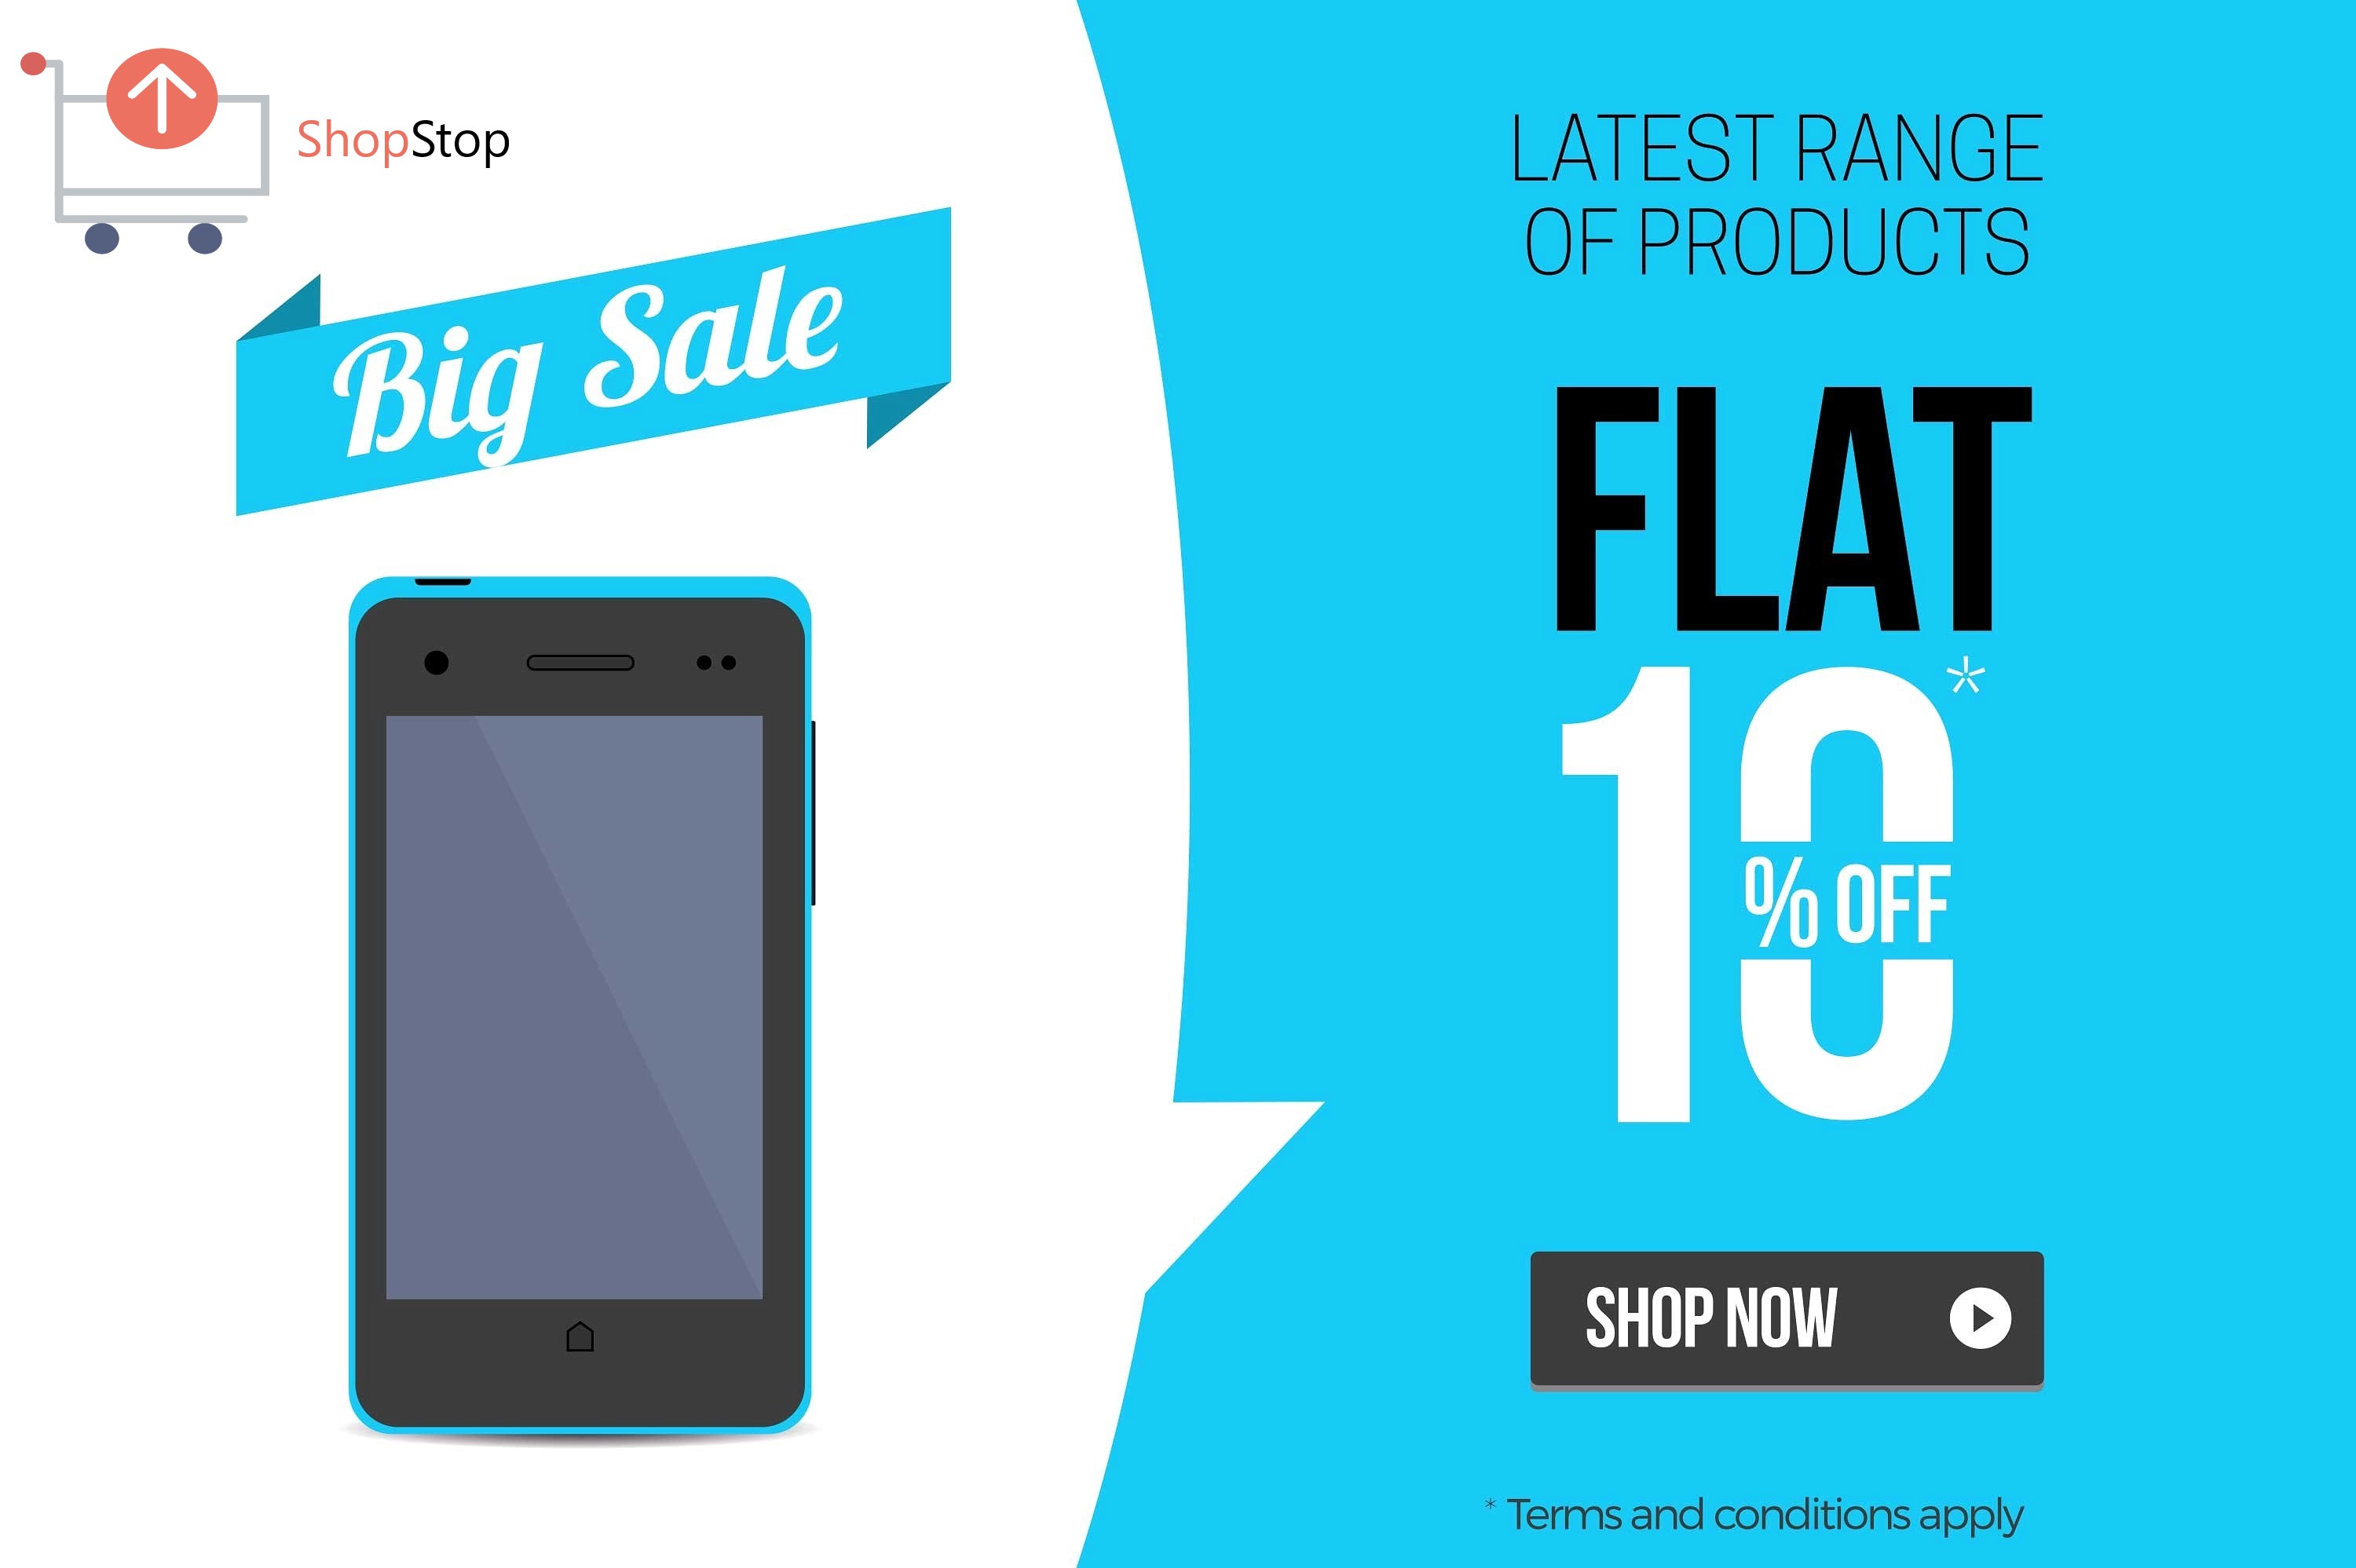 ShopStop
Big Sale
LATEST RANGE
OF PRODUCTS
FLAT
10*
% OFF
SHOP NOW
* Terms and conditions apply